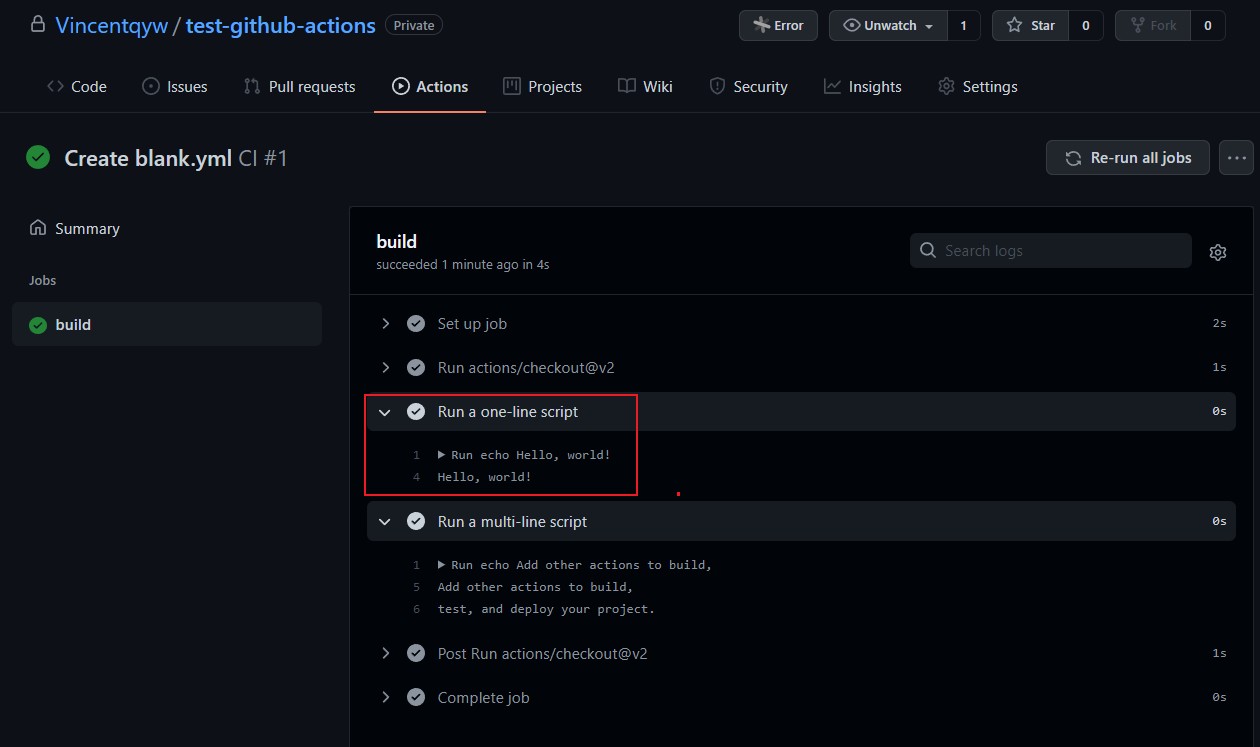 Vincentqyw / test-github-actions Private Error Unwatch 1 Star 0 Fork 0
Code Issues Pull requests Actions Projects Wiki Security Insights Settings
Create blank.yml CI #1 Re-run all jobs ...
Summary
Jobs
build
build
succeeded 1 minute ago in 4s
Search logs
Set up job 2s
Run actions/checkout@v2 1s
Run a one-line script 0s
1 Run echo Hello, world!
4 Hello, world!
Run a multi-line script 0s
1 Run echo Add other actions to build,
5 Add other actions to build,
6 test, and deploy your project.
Post Run actions/checkout@v2 1s
Complete job 0s